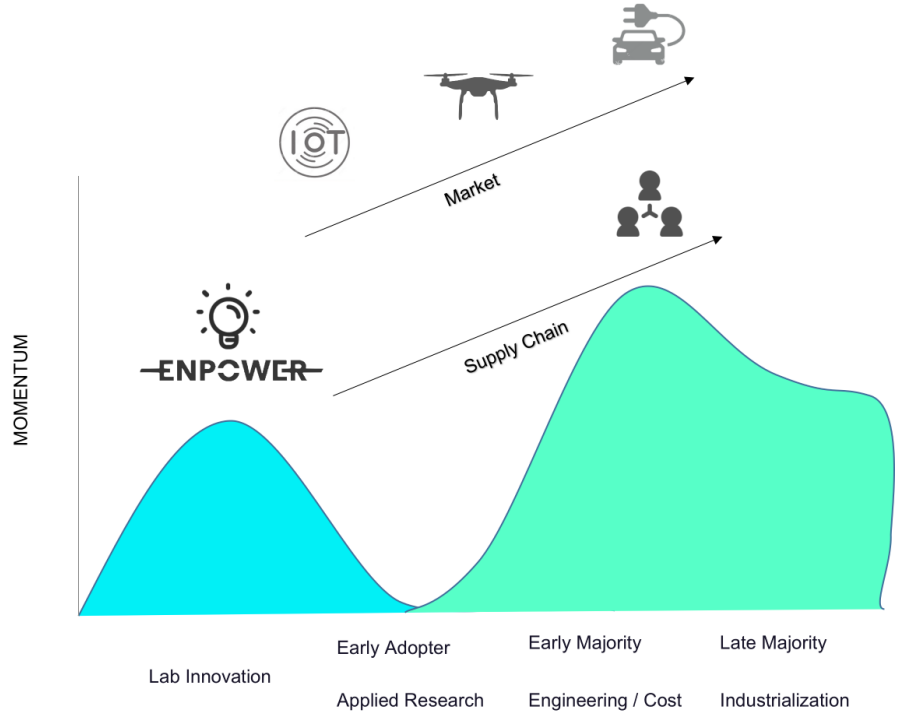 IOT
Market
ENPOWER
Supply Chain
MOMENTUM
Early Adopter
Early Majority
Late Majority
Lab Innovation
Applied Research
Engineering / Cost
Industrialization